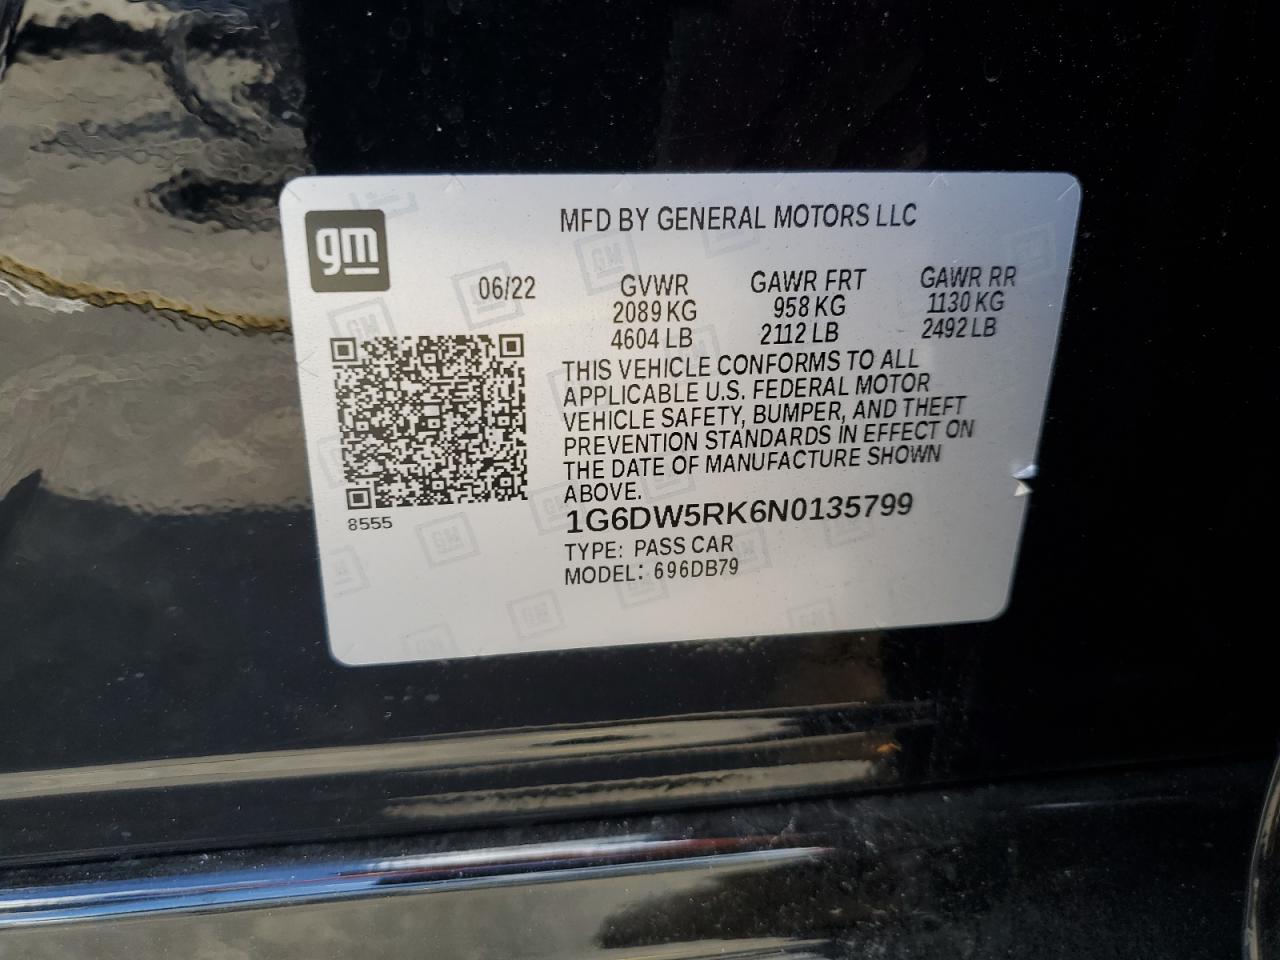 MFD BY GENERAL MOTORS LLC
gm
06/22 GVWR GAWR FRT GAWR RR
2089 KG 958 KG 1130 KG
4604 LB 2112 LB 2492 LB
THIS VEHICLE CONFORMS TO ALL
APPLICABLE U.S. FEDERAL MOTOR
VEHICLE SAFETY, BUMPER, AND THEFT
PREVENTION STANDARDS IN EFFECT ON
THE DATE OF MANUFACTURE SHOWN
ABOVE.
8555
1G6DW5RK6N0135799
TYPE: PASS CAR
MODEL: 696DB79